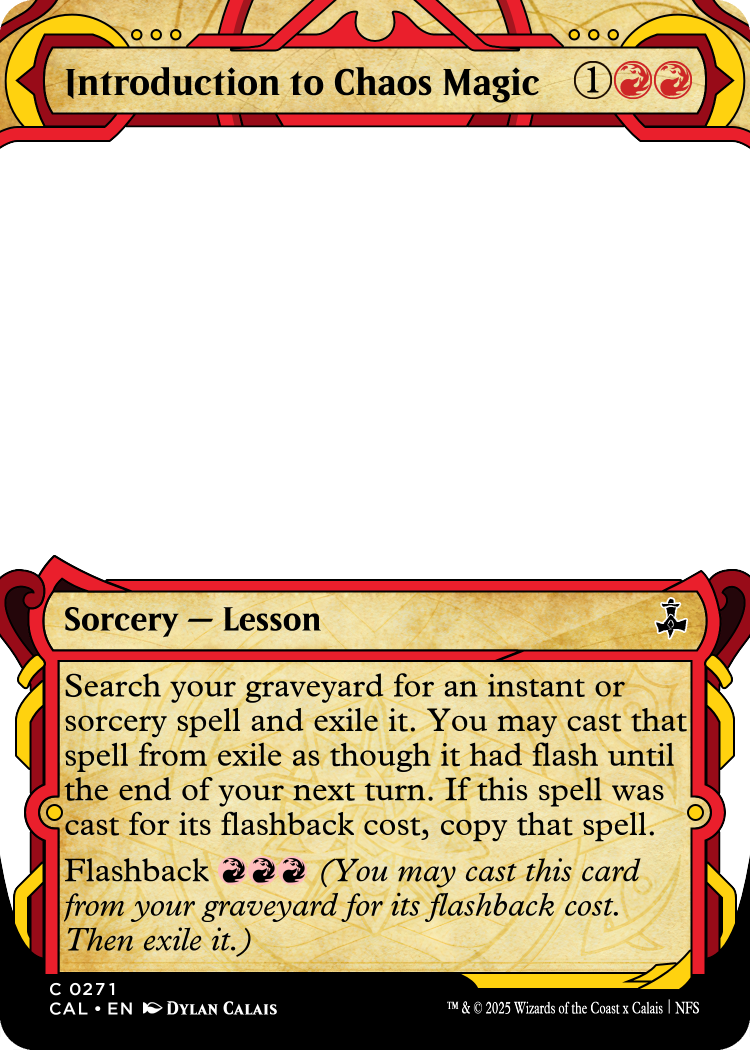 Introduction to Chaos Magic 1
Sorcery — Lesson
Search your graveyard for an instant or
sorcery spell and exile it. You may cast that
spell from exile as though it had flash until
the end of your next turn. If this spell was
cast for its flashback cost, copy that spell.
Flashback (You may cast this card
from your graveyard for its flashback cost.
Then exile it.)
C 0271
CAL • EN DYLAN CALAIS ™ & © 2025 Wizards of the Coast x Calais | NFS